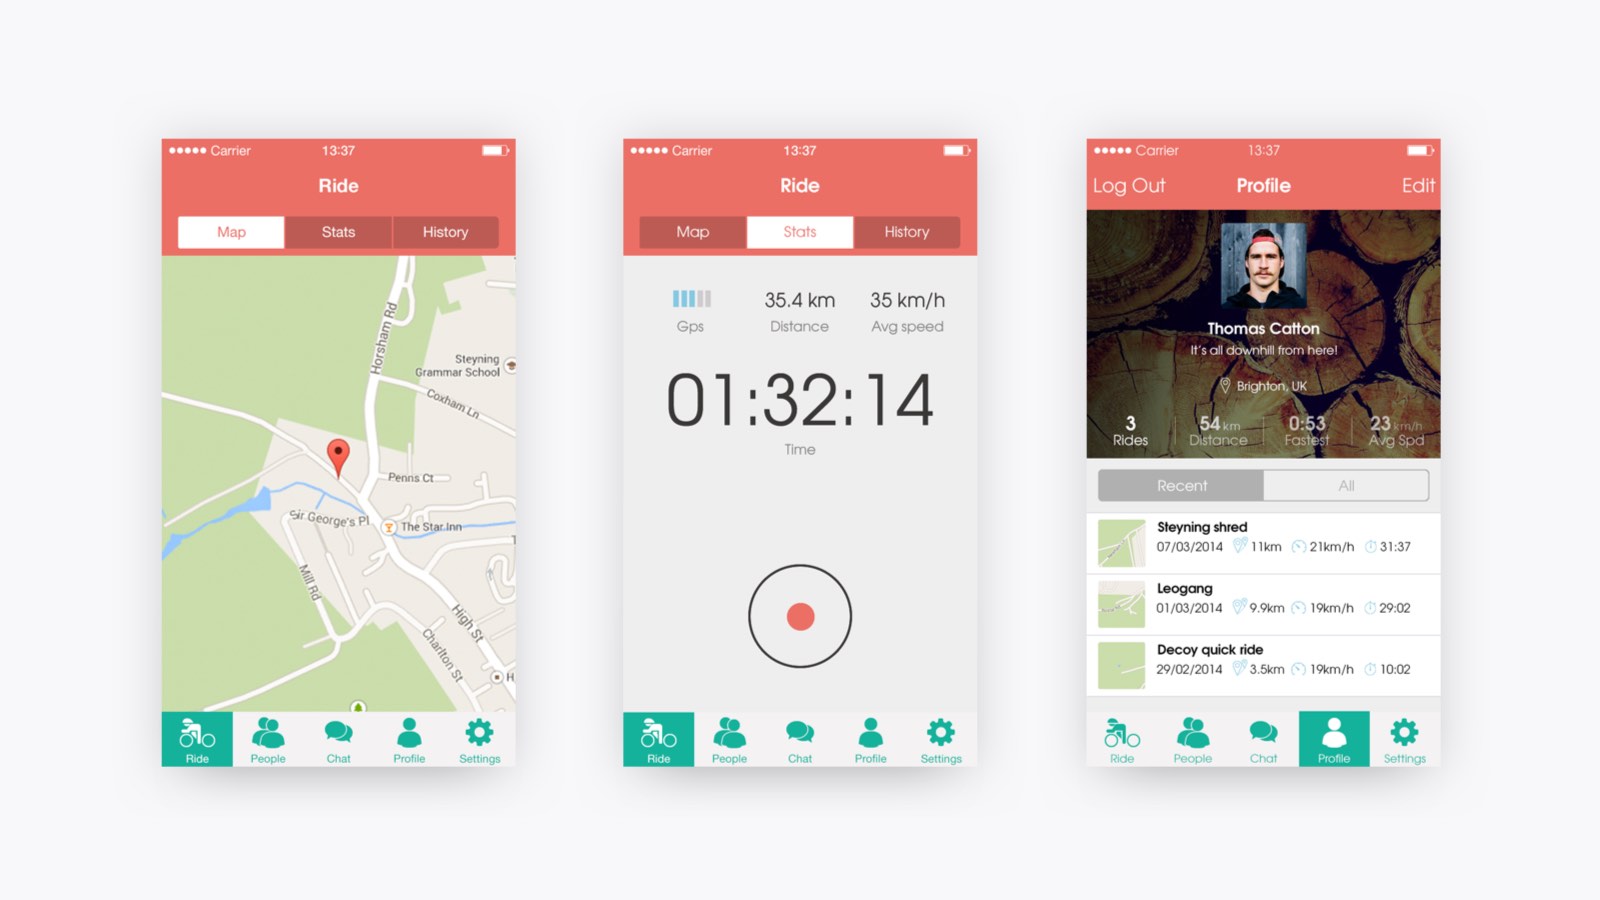 Carrier 13:37
Ride
Map Stats History
Horsham Rd
Steyning
Grammar School
Coxham Ln
Penns Ct
Sir George's Pl
The Star Inn
Mill Rd
High St
Charlton St
H
Ride People Chat Profile Settings
Carrier 13:37
Ride
Map Stats History
35.4 km 35 km/h
Gps Distance Avg speed
01:32:14
Time
Ride People Chat Profile Settings
Carrier 13:37
Log Out Profile Edit
Thomas Catton
It's all downhill from here!
Brighton, UK
3 54 km 0:53 23 km/h
Rides Distance Fastest Avg Spd
Recent All
Steyning shred
07/03/2014 11km 21km/h 31:37
Leogang
01/03/2014 9.9km 19km/h 29:02
Decoy quick ride
29/02/2014 3.5km 19km/h 10:02
Ride People Chat Profile Settings